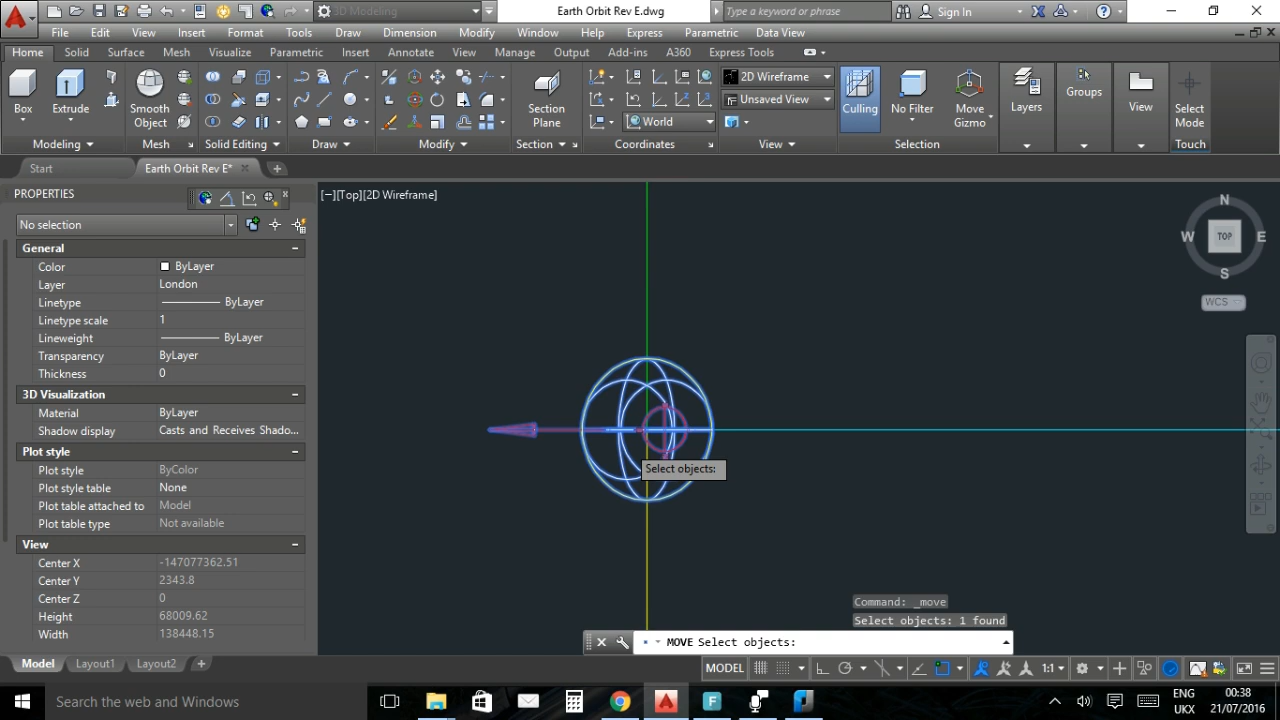 3D Modeling
Earth Orbit Rev E.dwg
Type a keyword or phrase
Sign In
File Edit View Insert Format Tools Draw Dimension Modify Window Help Express Parametric Data View
Home Solid Surface Mesh Visualize Parametric Insert Annotate View Manage Output Add-ins A360 Express Tools
Box
Extrude
Smooth
Object
Section
Plane
World
2D Wireframe
Unsaved View
Culling
No Filter
Move
Gizmo
Layers
Groups
View
Select
Mode
Modeling Mesh Solid Editing Draw Modify Section Coordinates View Selection Touch
Start
Earth Orbit Rev E*
PROPERTIES
No selection
General
Color ByLayer
Layer London
Linetype ByLayer
Linetype scale 1
Lineweight ByLayer
Transparency ByLayer
Thickness 0
3D Visualization
Material ByLayer
Shadow display Casts and Receives Shado...
Plot style
Plot style ByColor
Plot style table None
Plot table attached to Model
Plot table type Not available
View
Center X -147077362.51
Center Y 2343.8
Center Z 0
Height 68009.62
Width 138448.15
[−][Top][2D Wireframe]
N
W TOP E
S
WCS
Select objects:
Command: _move
Select objects: 1 found
MOVE Select objects:
Model Layout1 Layout2
MODEL
1:1
Search the web and Windows
ENG
UKX
00:38
21/07/2016